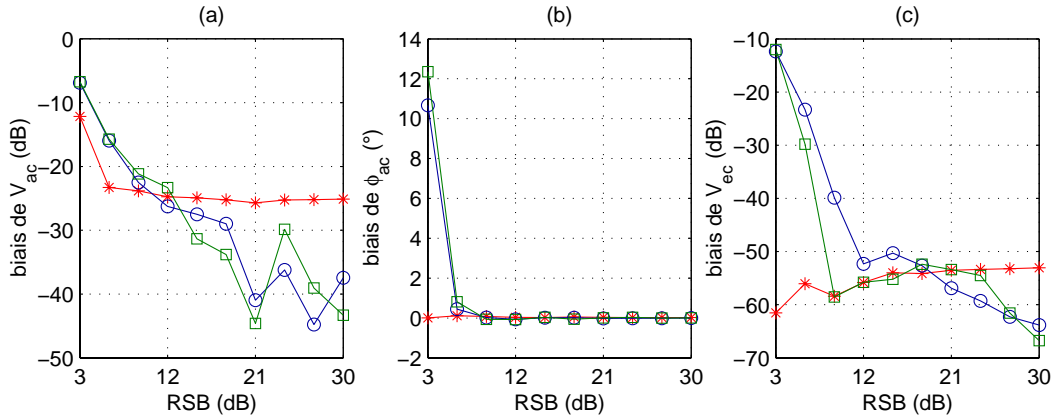 (a)
0
−10
−20
−30
−40
−50
biais de V_ac (dB)
3 12 21 30
RSB (dB)
(b)
14
12
10
8
6
4
2
0
−2
biais de ϕ_ac (°)
3 12 21 30
RSB (dB)
(c)
−10
−20
−30
−40
−50
−60
−70
biais de V_ec (dB)
3 12 21 30
RSB (dB)